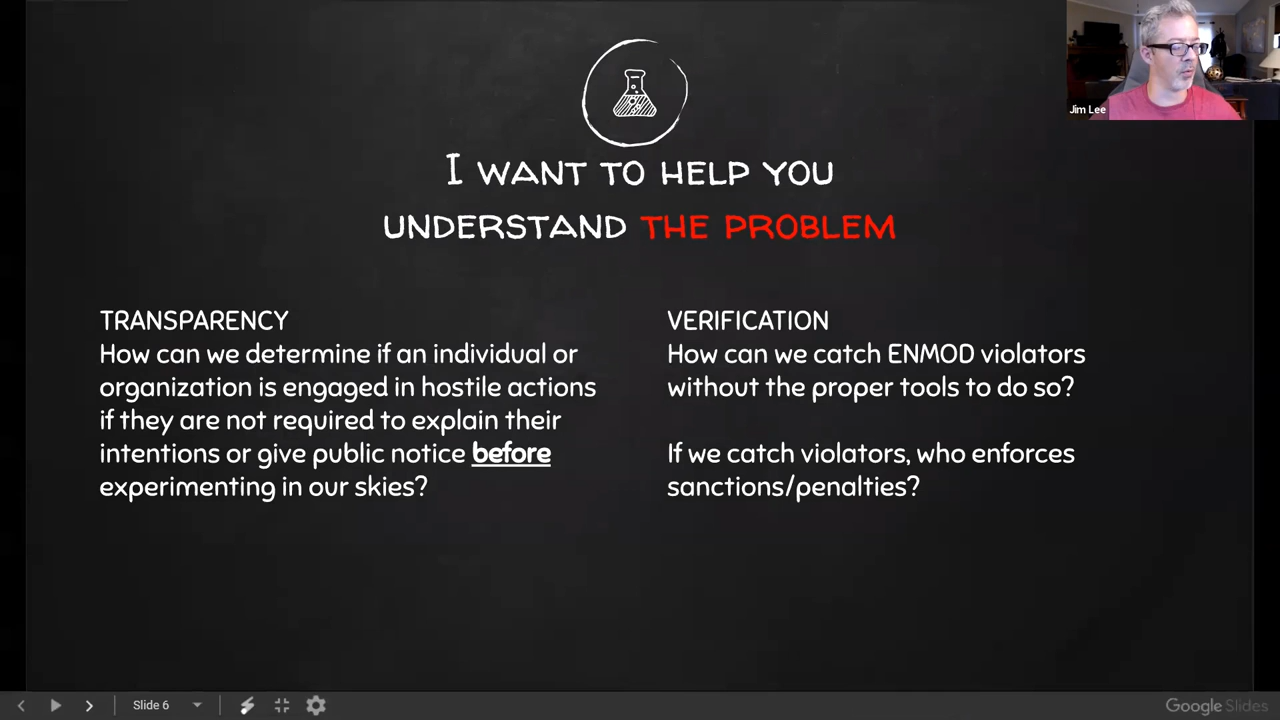 Jim Lee
I WANT TO HELP YOU
UNDERSTAND THE PROBLEM
TRANSPARENCY
How can we determine if an individual or
organization is engaged in hostile actions
if they are not required to explain their
intentions or give public notice before
experimenting in our skies?
VERIFICATION
How can we catch ENMOD violators
without the proper tools to do so?
If we catch violators, who enforces
sanctions/penalties?
Slide 6
Google Slides